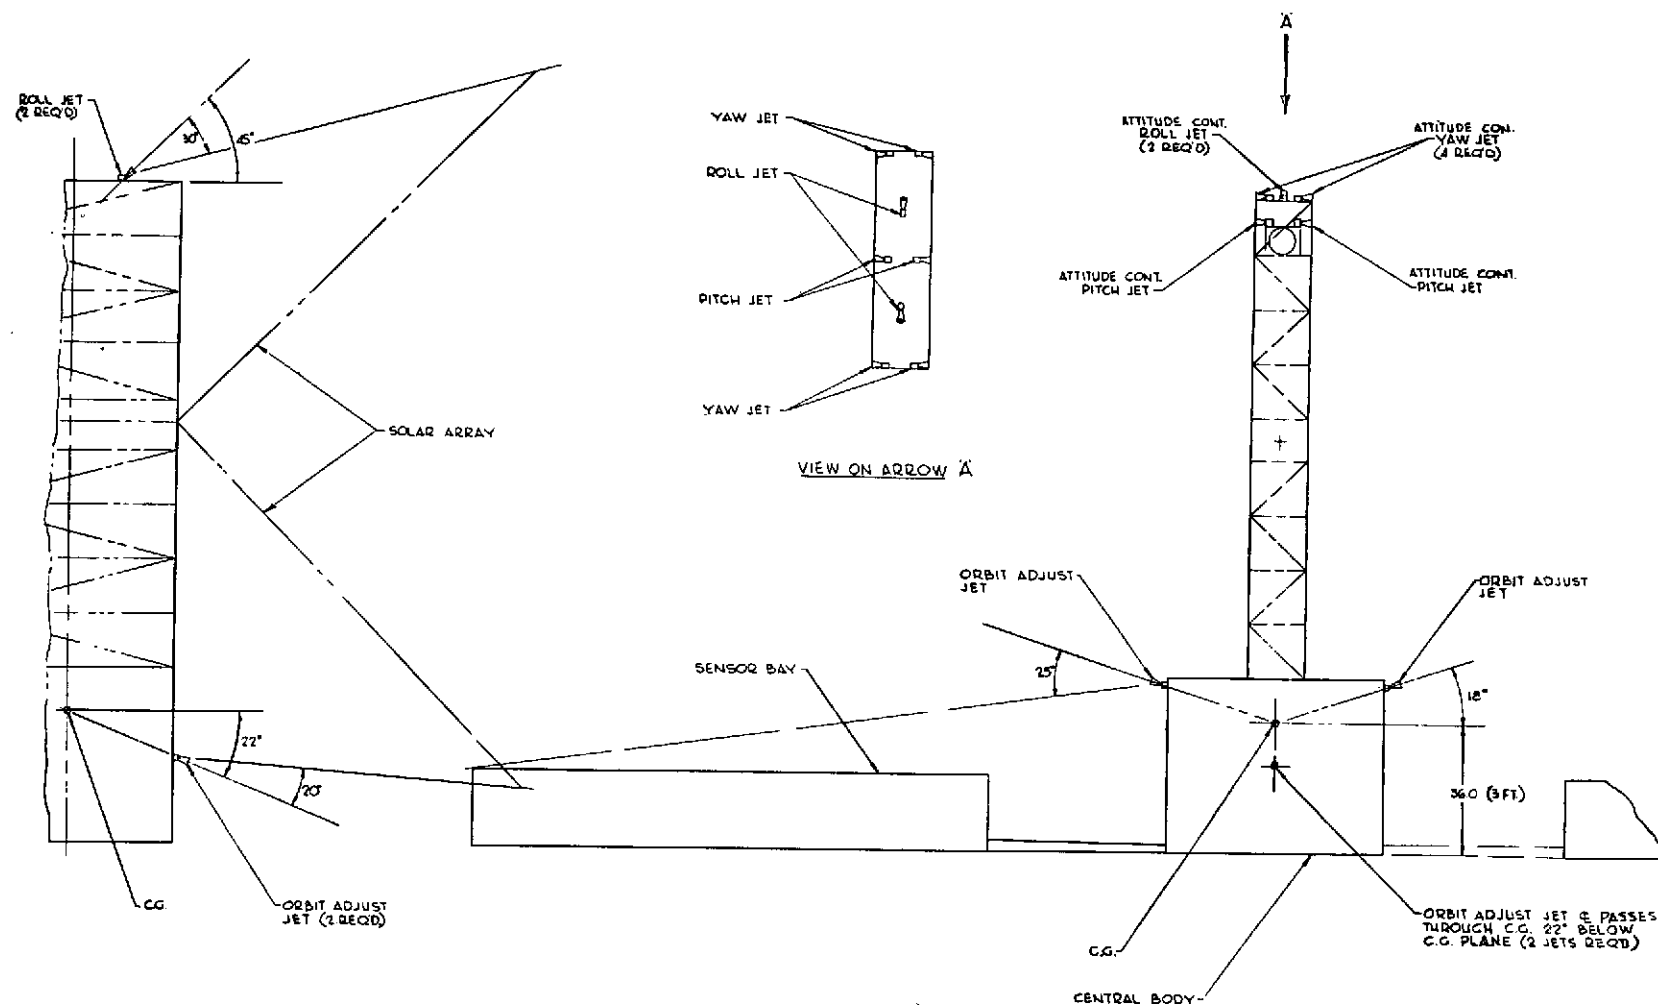 A
ROLL JET
(2 REQ'D)
30°
45°
YAW JET
ROLL JET
PITCH JET
YAW JET
VIEW ON ARROW A
ATTITUDE CONT.
ROLL JET
(2 REQ'D)
ATTITUDE CON.
YAW JET
(4 REQ'D)
ATTITUDE CONT.
PITCH JET
ATTITUDE CONT.
PITCH JET
SOLAR ARRAY
ORBIT ADJUST
JET
ORBIT ADJUST
JET
SENSOR BAY
25°
18°
22°
20°
36.0 (3 FT.)
C.G.
ORBIT ADJUST
JET (2 REQ'D)
C.G.
CENTRAL BODY
ORBIT ADJUST JET ℄ PASSES
THROUGH C.G. 22° BELOW
C.G. PLANE (2 JETS REQ'D)